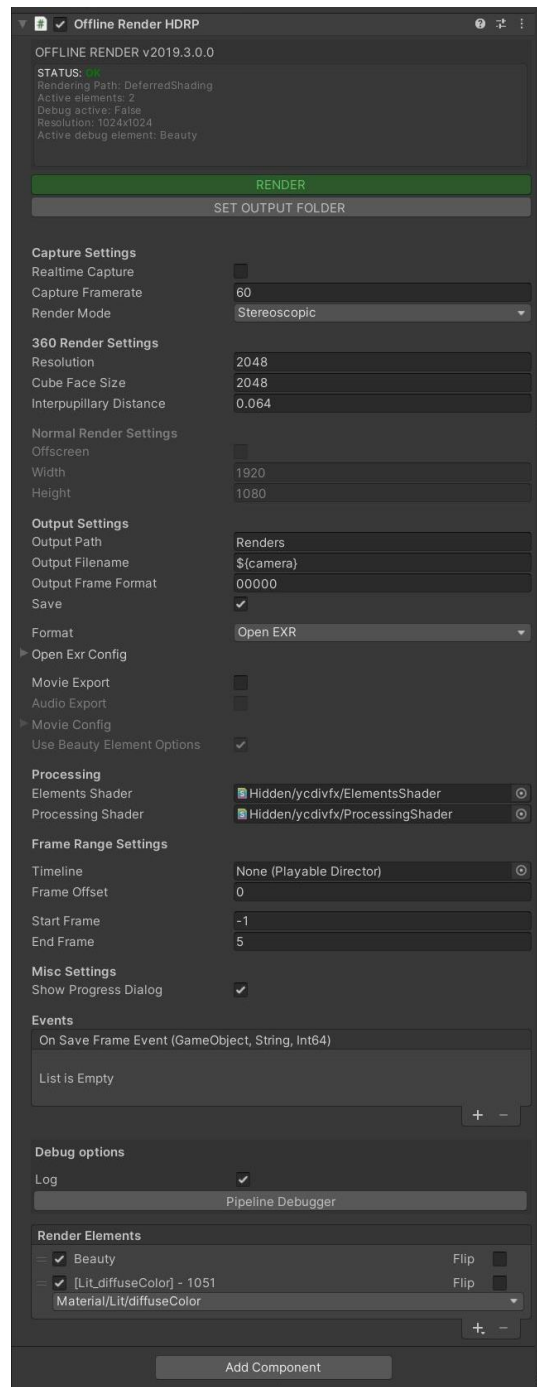 Offline Render HDRP
OFFLINE RENDER v2019.3.0.0
STATUS: OK
Rendering Path: DeferredShading
Active elements: 2
Debug active: False
Resolution: 1024x1024
Active debug element: Beauty
RENDER
SET OUTPUT FOLDER
Capture Settings
Realtime Capture
Capture Framerate 60
Render Mode Stereoscopic
360 Render Settings
Resolution 2048
Cube Face Size 2048
Interpupillary Distance 0.064
Normal Render Settings
Offscreen
Width 1920
Height 1080
Output Settings
Output Path Renders
Output Filename ${camera}
Output Frame Format 00000
Save
Format Open EXR
Open Exr Config
Movie Export
Audio Export
Movie Config
Use Beauty Element Options
Processing
Elements Shader Hidden/ycdivfx/ElementsShader
Processing Shader Hidden/ycdivfx/ProcessingShader
Frame Range Settings
Timeline None (Playable Director)
Frame Offset 0
Start Frame -1
End Frame 5
Misc Settings
Show Progress Dialog
Events
On Save Frame Event (GameObject, String, Int64)
List is Empty
Debug options
Log
Pipeline Debugger
Render Elements
Beauty Flip
[Lit_diffuseColor] - 1051 Flip
Material/Lit/diffuseColor
Add Component